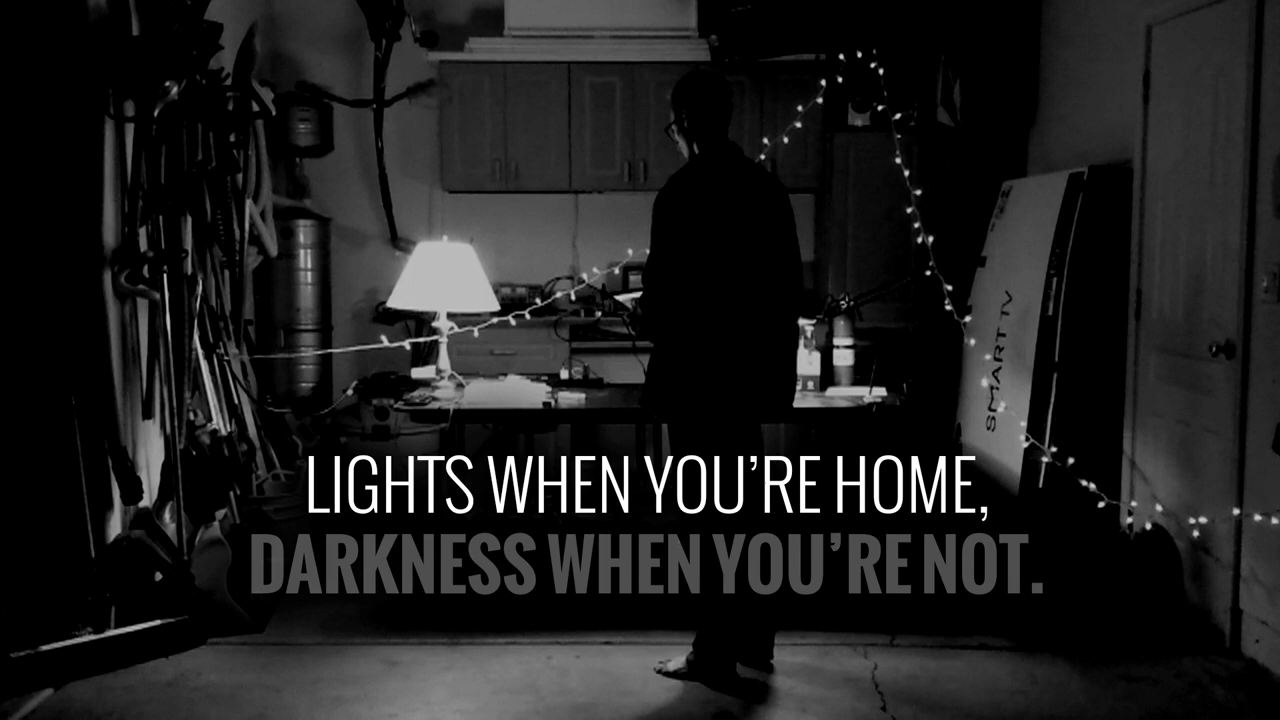 LIGHTS WHEN YOU’RE HOME,
DARKNESS WHEN YOU’RE NOT.
SMART TV